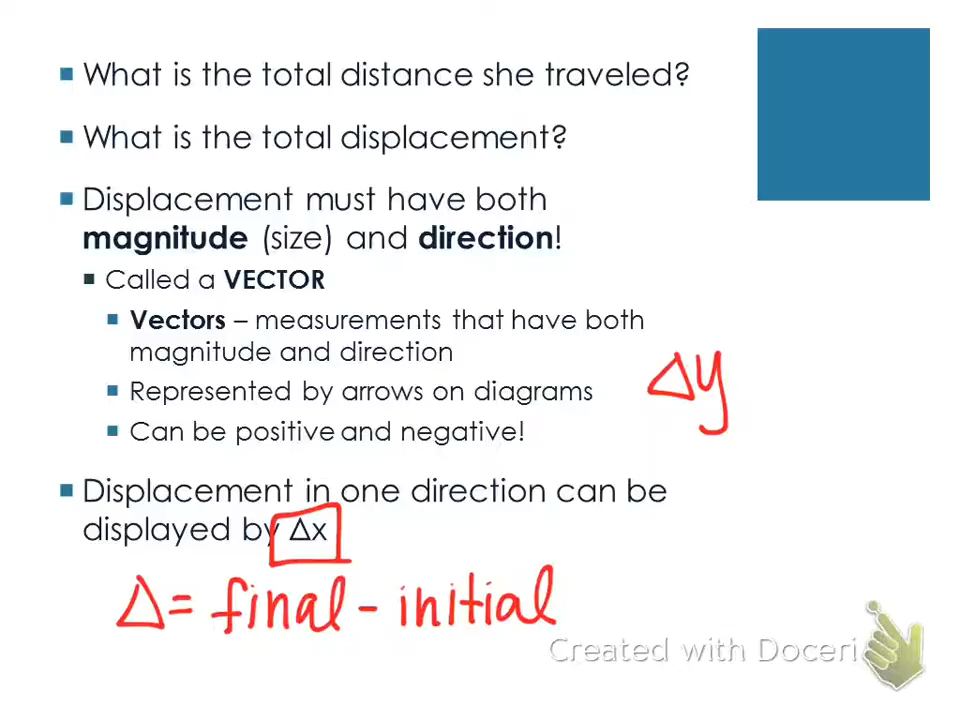 What is the total distance she traveled?
What is the total displacement?
Displacement must have both
magnitude (size) and direction!
Called a VECTOR
Vectors – measurements that have both
magnitude and direction
Δy
Represented by arrows on diagrams
Can be positive and negative!
Displacement in one direction can be
displayed by Δx
Δ = final - initial
Created with Doceri